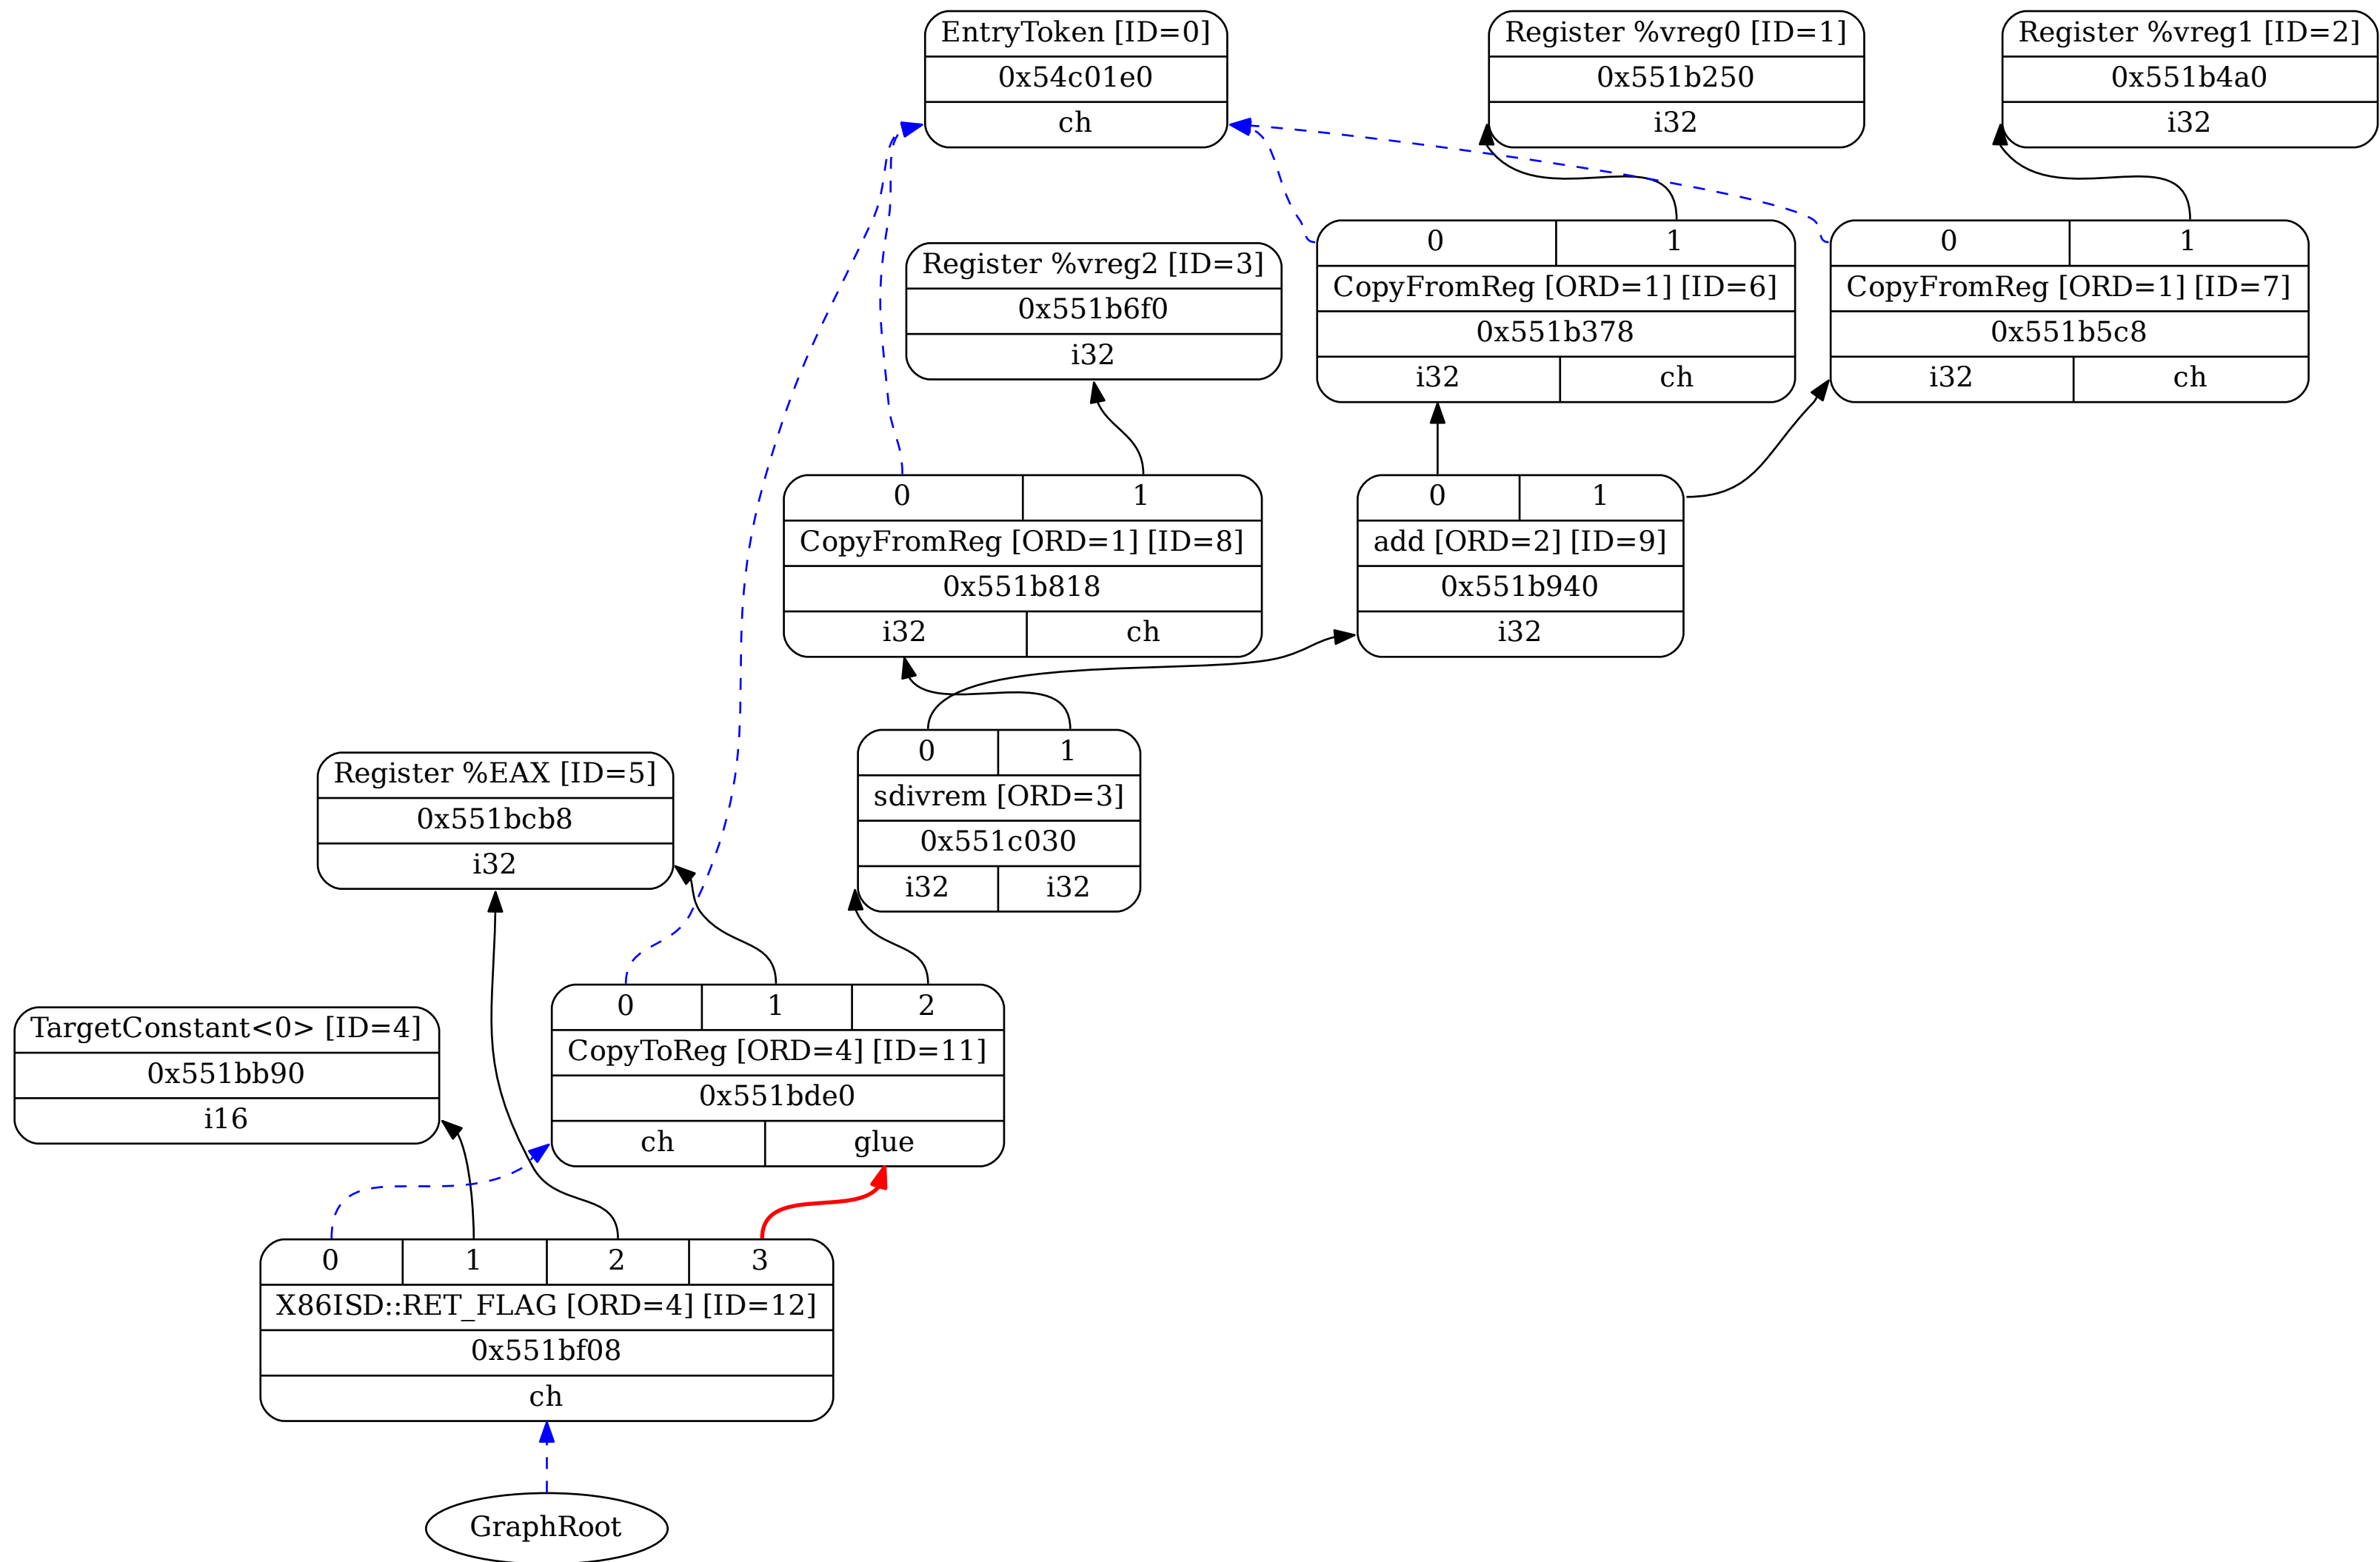 EntryToken [ID=0]
0x54c01e0
ch
Register %vreg0 [ID=1]
0x551b250
i32
Register %vreg1 [ID=2]
0x551b4a0
i32
Register %vreg2 [ID=3]
0x551b6f0
i32
0 1
CopyFromReg [ORD=1] [ID=6]
0x551b378
i32 ch
0 1
CopyFromReg [ORD=1] [ID=7]
0x551b5c8
i32 ch
0 1
CopyFromReg [ORD=1] [ID=8]
0x551b818
i32 ch
0 1
add [ORD=2] [ID=9]
0x551b940
i32
Register %EAX [ID=5]
0x551bcb8
i32
0 1
sdivrem [ORD=3]
0x551c030
i32 i32
TargetConstant<0> [ID=4]
0x551bb90
i16
0 1 2
CopyToReg [ORD=4] [ID=11]
0x551bde0
ch glue
0 1 2 3
X86ISD::RET_FLAG [ORD=4] [ID=12]
0x551bf08
ch
GraphRoot